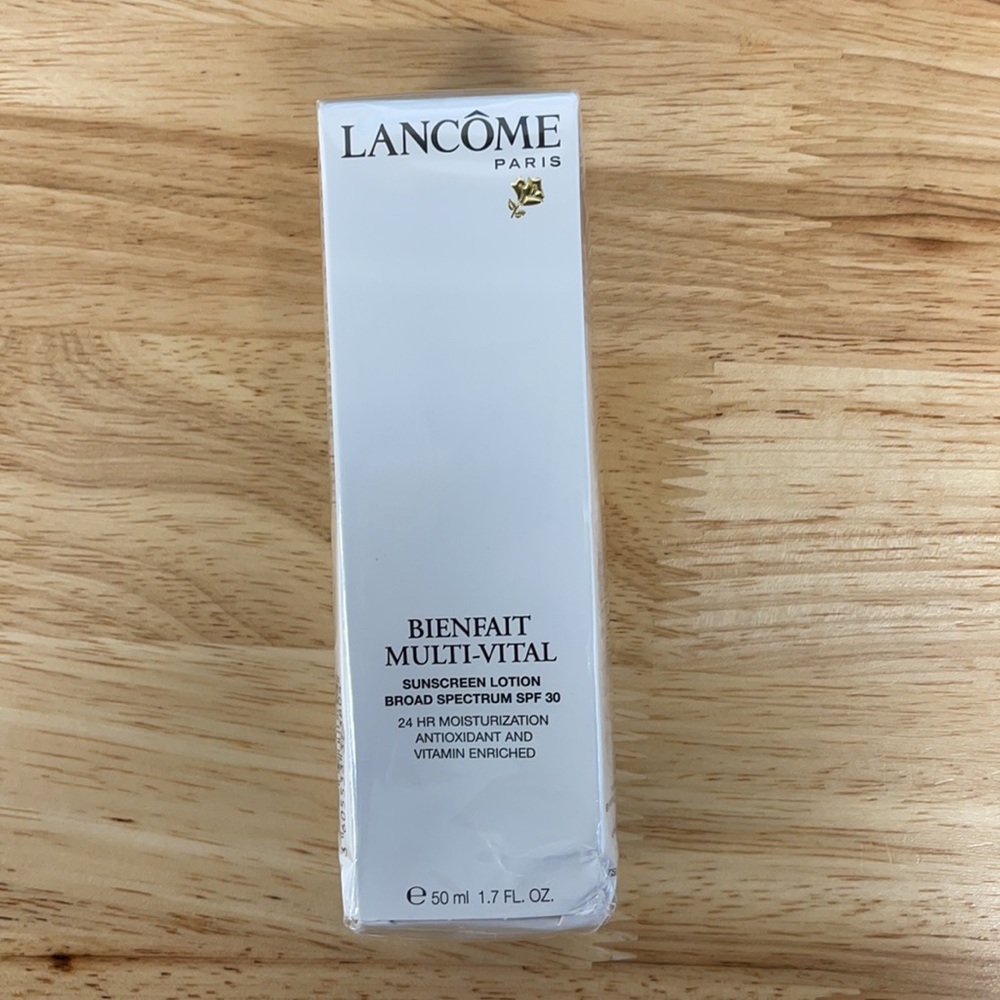 LANCÔME
PARIS
BIENFAIT
MULTI-VITAL
SUNSCREEN LOTION
BROAD SPECTRUM SPF 30
24 HR MOISTURIZATION
ANTIOXIDANT AND
VITAMIN ENRICHED
℮ 50 ml 1.7 FL. OZ.